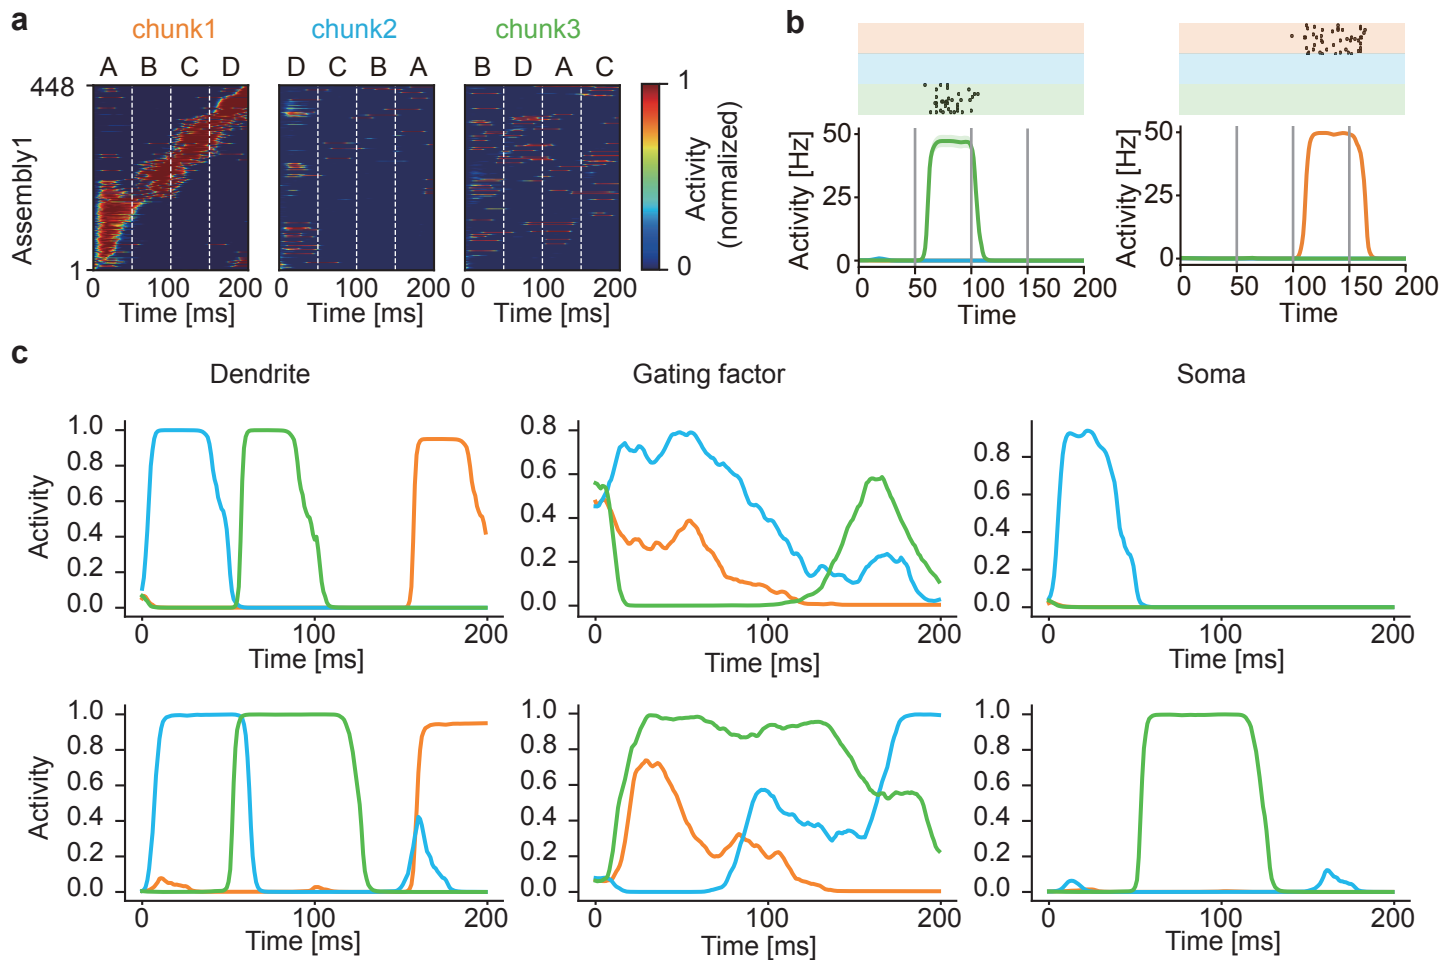 a
chunk1 chunk2 chunk3
A B C D D C B A B D A C
448
1
Assembly1
0 100 200 0 100 200 0 100 200
Time [ms] Time [ms] Time [ms]
1
0
Activity
(normalized)
b
50
25
0
Activity [Hz]
0 50 100 150 200
Time
50
25
0
Activity [Hz]
0 50 100 150 200
Time
c
Dendrite Gating factor Soma
1.0
0.8
0.6
0.4
0.2
0.0
Activity
0 100 200
Time [ms]
0.8
0.6
0.4
0.2
0.0
0 100 200
Time [ms]
0.8
0.6
0.4
0.2
0.0
0 100 200
Time [ms]
1.0
0.8
0.6
0.4
0.2
0.0
Activity
0 100 200
Time [ms]
1.0
0.8
0.6
0.4
0.2
0.0
0 100 200
Time [ms]
1.0
0.8
0.6
0.4
0.2
0.0
0 100 200
Time [ms]